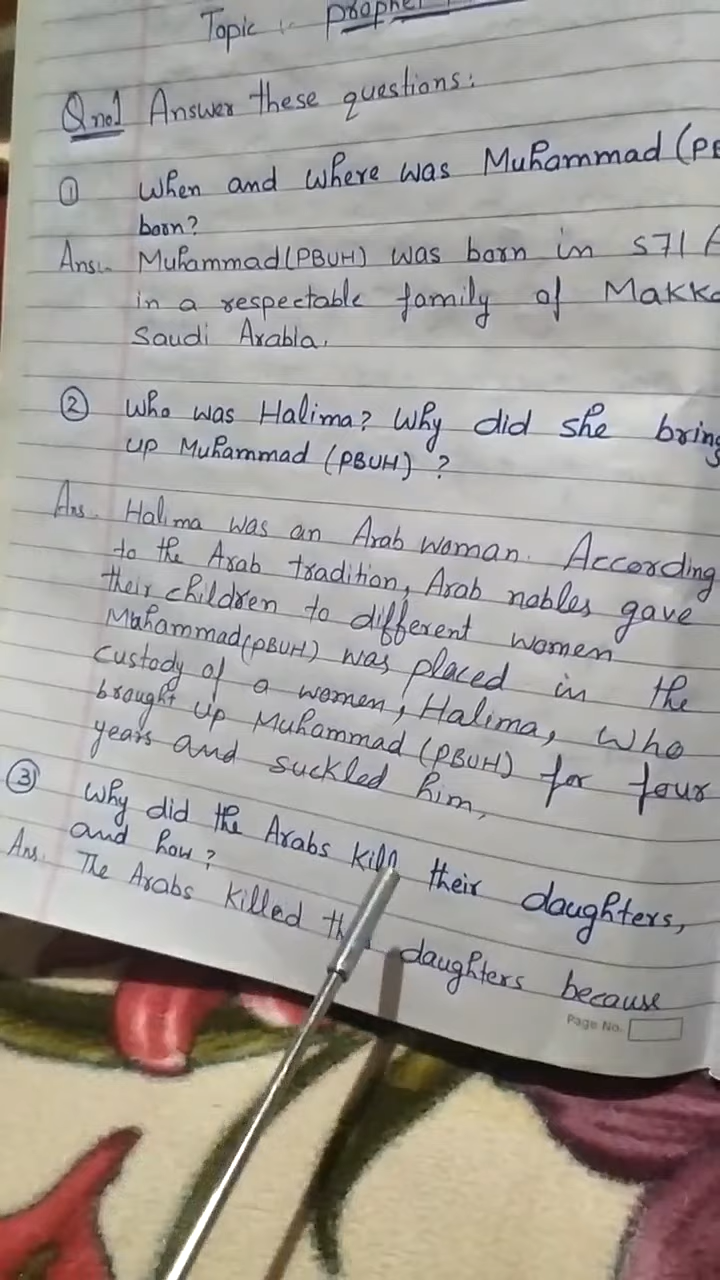 Topic :- Prophet
Q no1 Answer these questions:
① When and where was Muhammad (PB
born?
Ans:- Muhammad (PBUH) was born in 571 A
in a respectable family of Makka
Saudi Arabia.
② Who was Halima? Why did she bring
up Muhammad (PBUH) ?
Ans. Halima was an Arab woman. According
to the Arab tradition, Arab nobles gave
their children to different women
Muhammad (PBUH) was placed in the
custody of a women, Halima, who
brought up Muhammad (PBUH) for four
years and suckled him,
③ Why did the Arabs kill their daughters,
and how?
Ans. The Arabs killed daughters because
Page No.